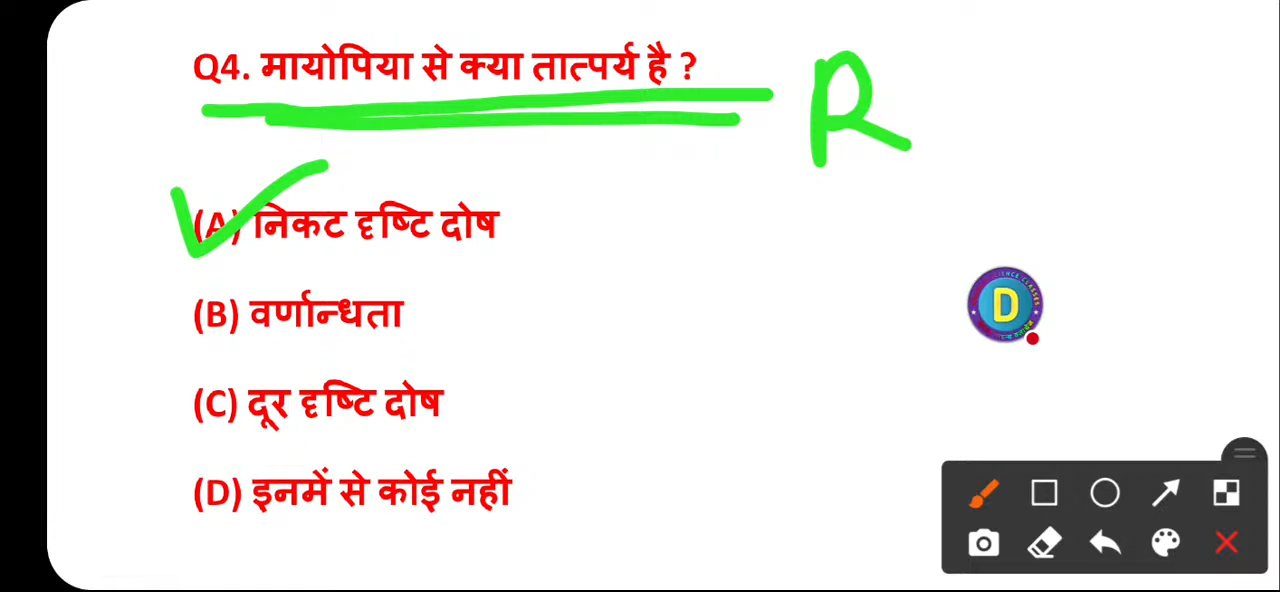 Q4. मायोपिया से क्या तात्पर्य है ?
R
(A) निकट दृष्टि दोष
(B) वर्णान्धता
D
(C) दूर दृष्टि दोष
(D) इनमें से कोई नहीं